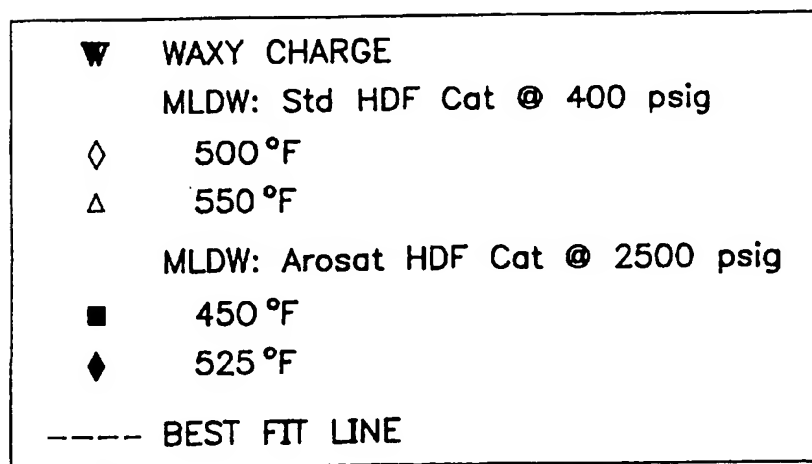 WAXY CHARGE
MLDW: Std HDF Cat @ 400 psig
500°F
550°F
MLDW: Arosat HDF Cat @ 2500 psig
450°F
525°F
---- BEST FIT LINE